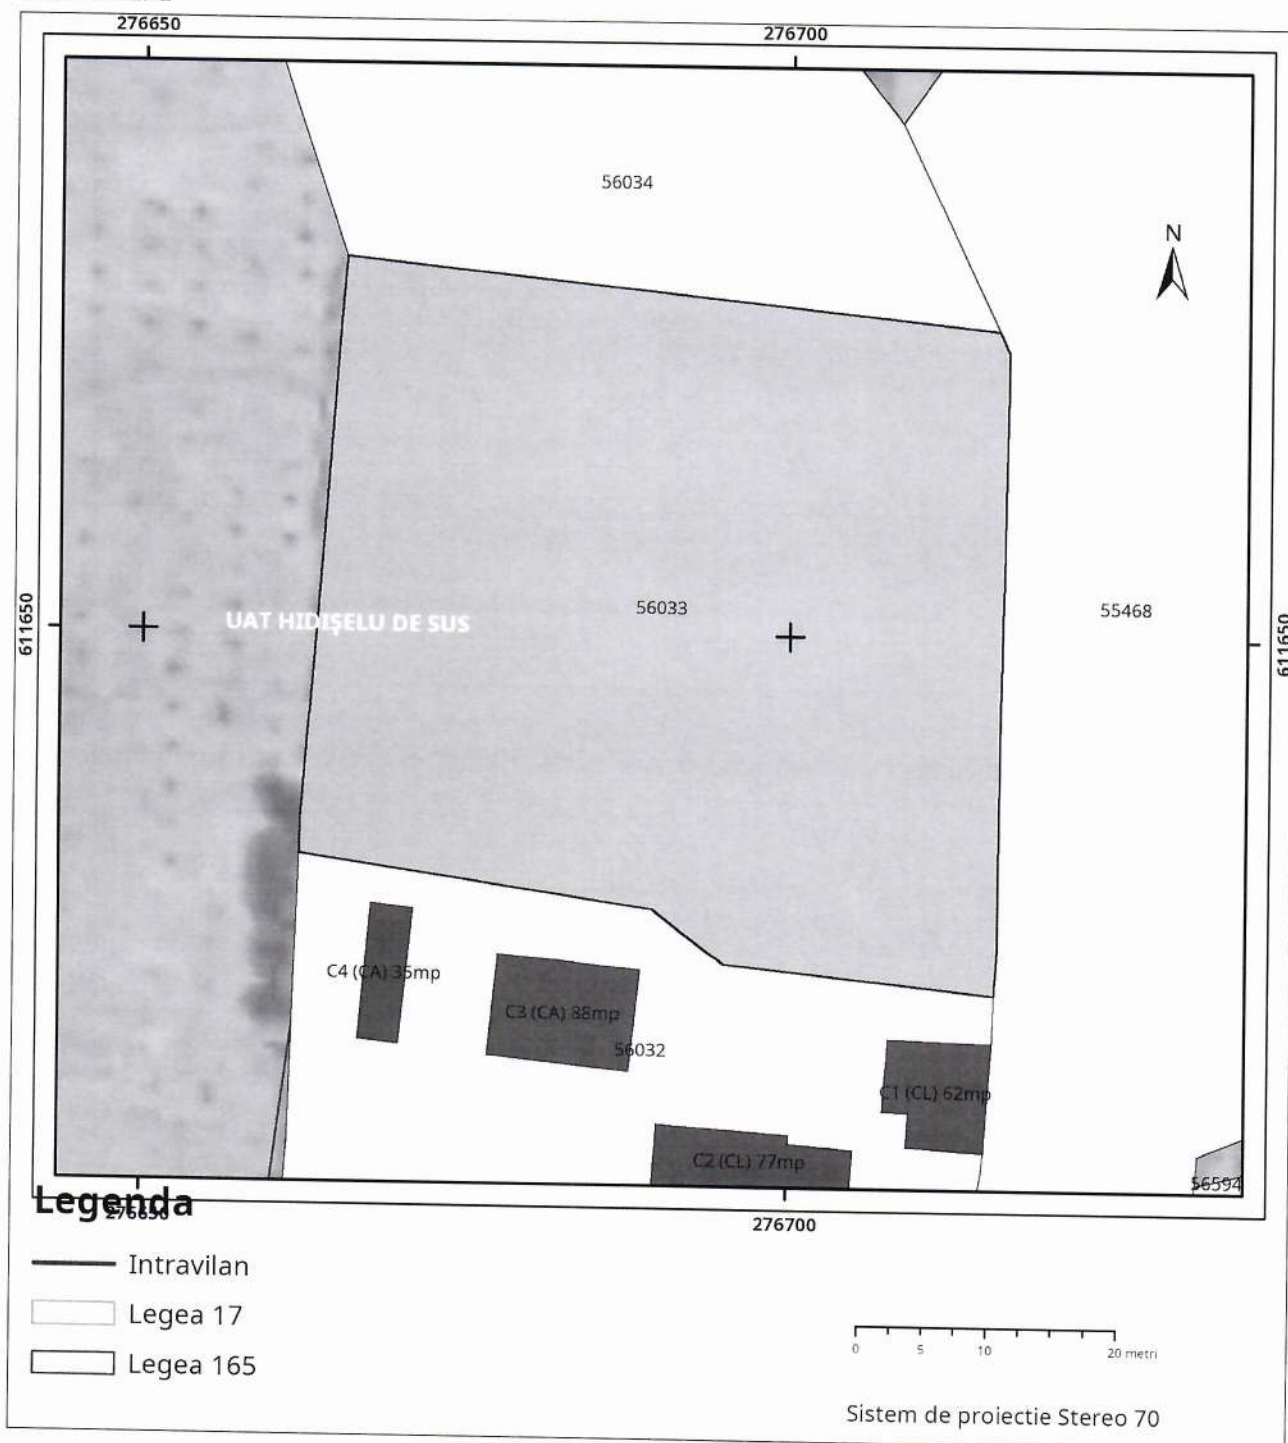 276650
276700
56034
N
611650
UAT HIDIȘELU DE SUS
56033
55468
611650
C4 (CA) 35mp
C3 (CA) 88mp
56032
C1 (CL) 62mp
C2 (CL) 77mp
56594
Legenda
276650
276700
Intravilan
Legea 17
Legea 165
0 5 10 20 metri
Sistem de proiectie Stereo 70